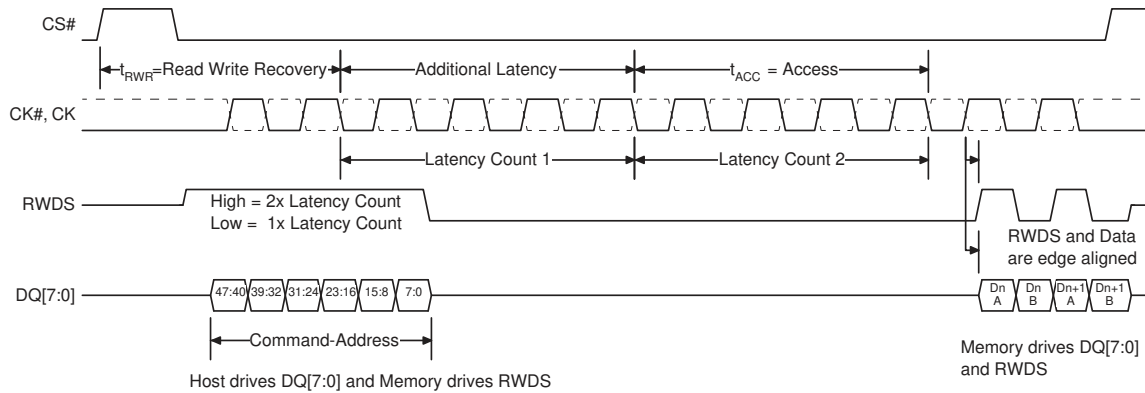 CS#
tRWR=Read Write Recovery
Additional Latency
tACC = Access
CK#, CK
Latency Count 1
Latency Count 2
RWDS
High = 2x Latency Count
Low = 1x Latency Count
RWDS and Data
are edge aligned
DQ[7:0]
47:40 39:32 31:24 23:16 15:8 7:0
Dn A
Dn B
Dn+1 A
Dn+1 B
Command-Address
Host drives DQ[7:0] and Memory drives RWDS
Memory drives DQ[7:0]
and RWDS